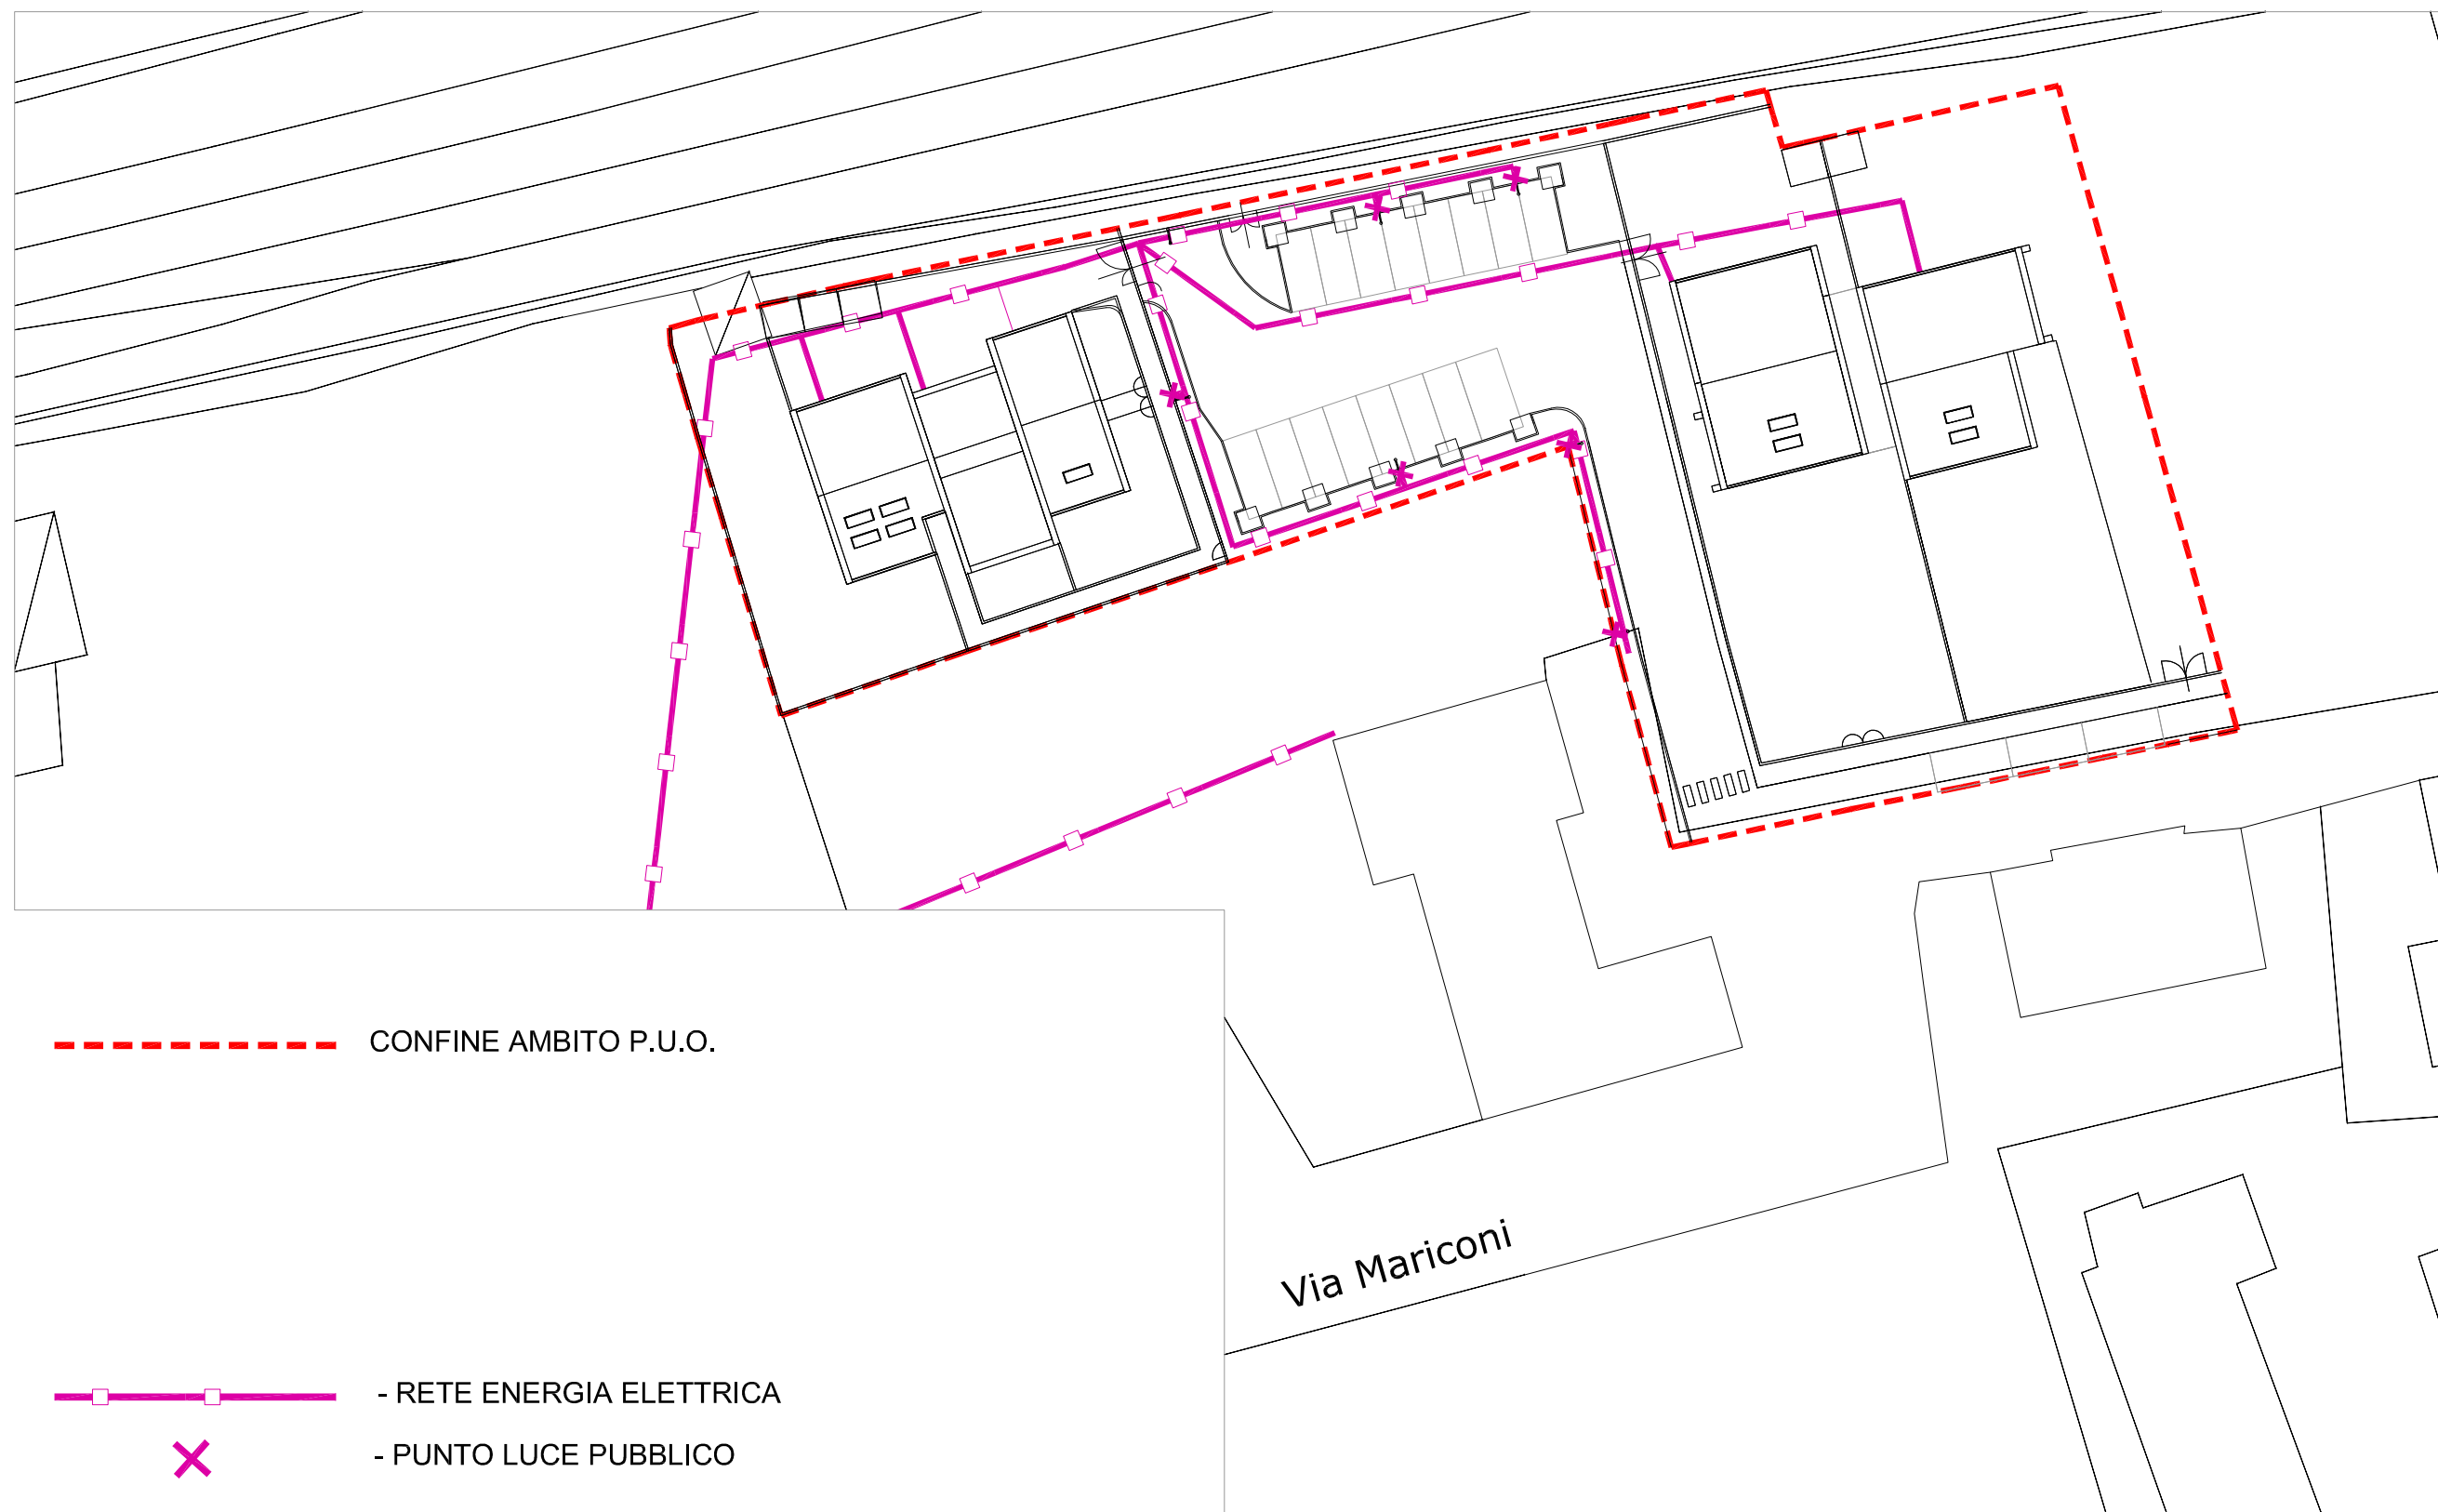 Via Mariconi
CONFINE AMBITO P.U.O.
- RETE ENERGIA ELETTRICA
- PUNTO LUCE PUBBLICO